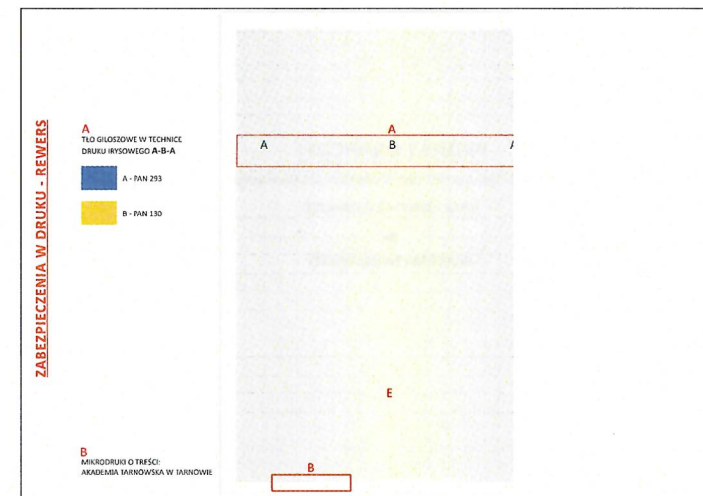 ZABEZPIECZENIA W DRUKU - REWERS
A
TŁO GILOSZOWE W TECHNICE
DRUKU IRYSOWEGO A-B-A
A - PAN 293
B - PAN 130
B
MIKRODRUKI O TREŚCI:
AKADEMIA TARNOWSKA W TARNOWIE
A
A B A
E
B